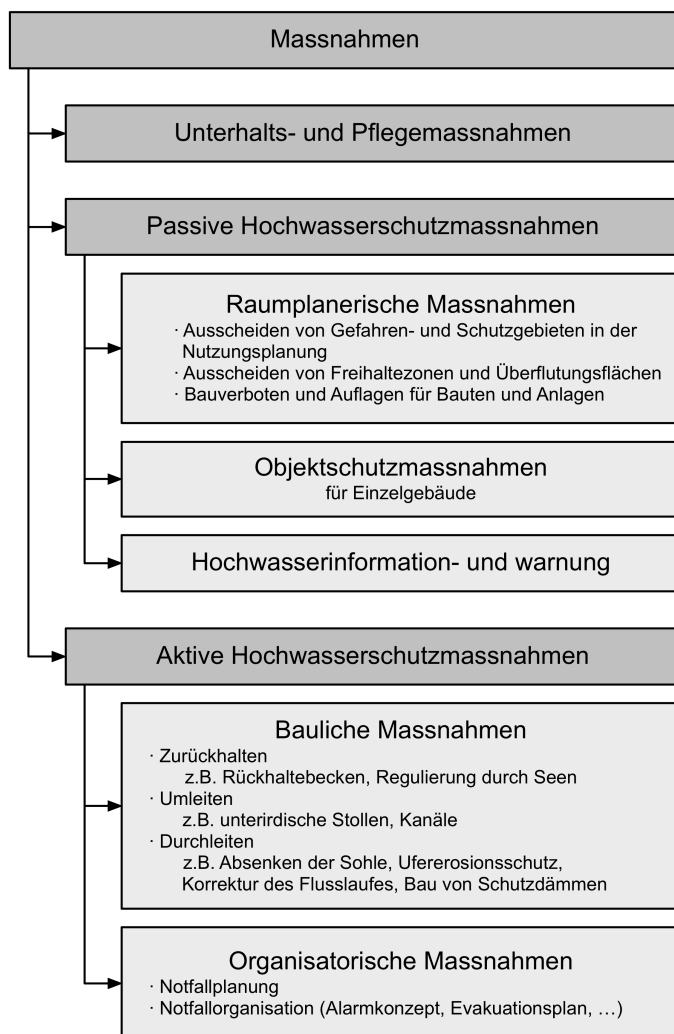 Massnahmen
Unterhalts- und Pflegemassnahmen
Passive Hochwasserschutzmassnahmen
Raumplanerische Massnahmen
· Ausscheiden von Gefahren- und Schutzgebieten in der
Nutzungsplanung
· Ausscheiden von Freihaltezonen und Überflutungsflächen
· Bauverboten und Auflagen für Bauten und Anlagen
Objektschutzmassnahmen
für Einzelgebäude
Hochwasserinformation- und warnung
Aktive Hochwasserschutzmassnahmen
Bauliche Massnahmen
· Zurückhalten
z.B. Rückhaltebecken, Regulierung durch Seen
· Umleiten
z.B. unterirdische Stollen, Kanäle
· Durchleiten
z.B. Absenken der Sohle, Ufererosionsschutz,
Korrektur des Flusslaufes, Bau von Schutzdämmen
Organisatorische Massnahmen
· Notfallplanung
· Notfallorganisation (Alarmkonzept, Evakuationsplan, …)